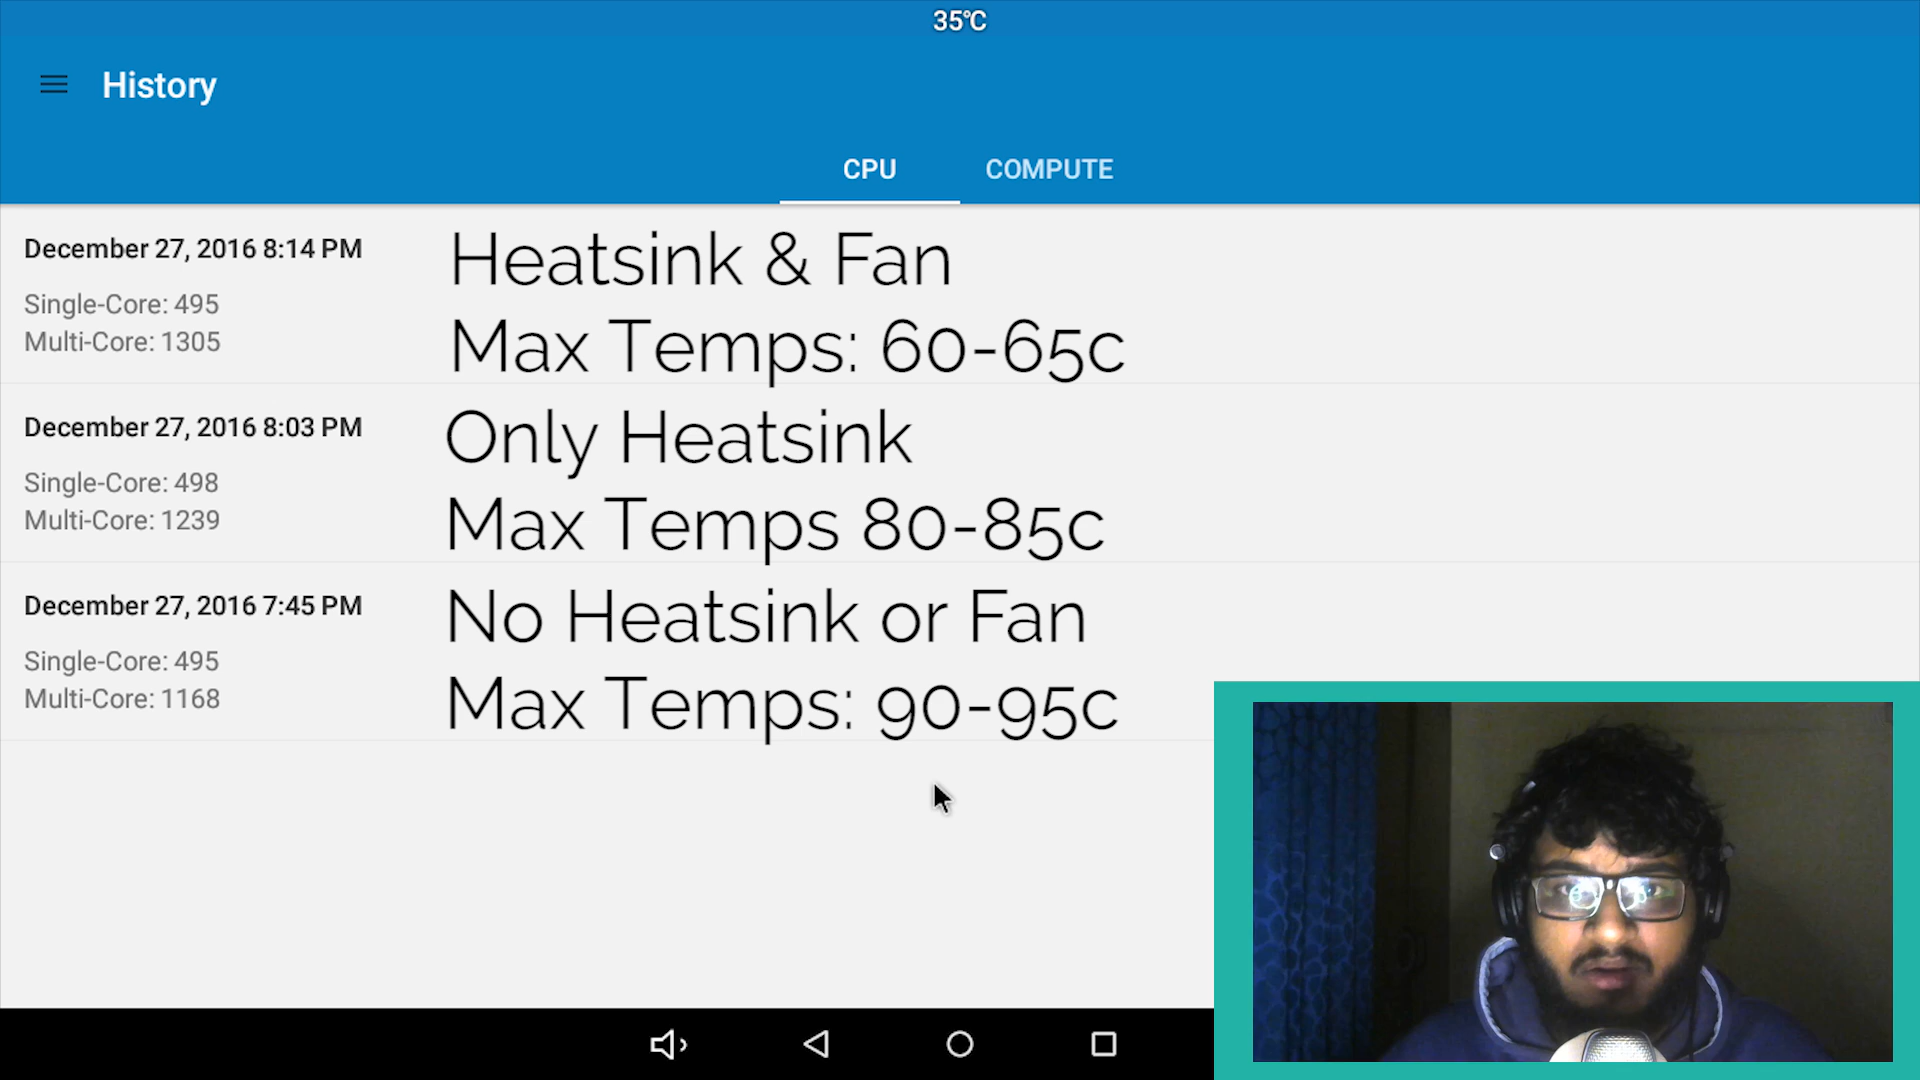 35°C
History
CPU COMPUTE
December 27, 2016 8:14 PM
Single-Core: 495
Multi-Core: 1305
Heatsink & Fan
Max Temps: 60-65c
December 27, 2016 8:03 PM
Single-Core: 498
Multi-Core: 1239
Only Heatsink
Max Temps 80-85c
December 27, 2016 7:45 PM
Single-Core: 495
Multi-Core: 1168
No Heatsink or Fan
Max Temps: 90-95c